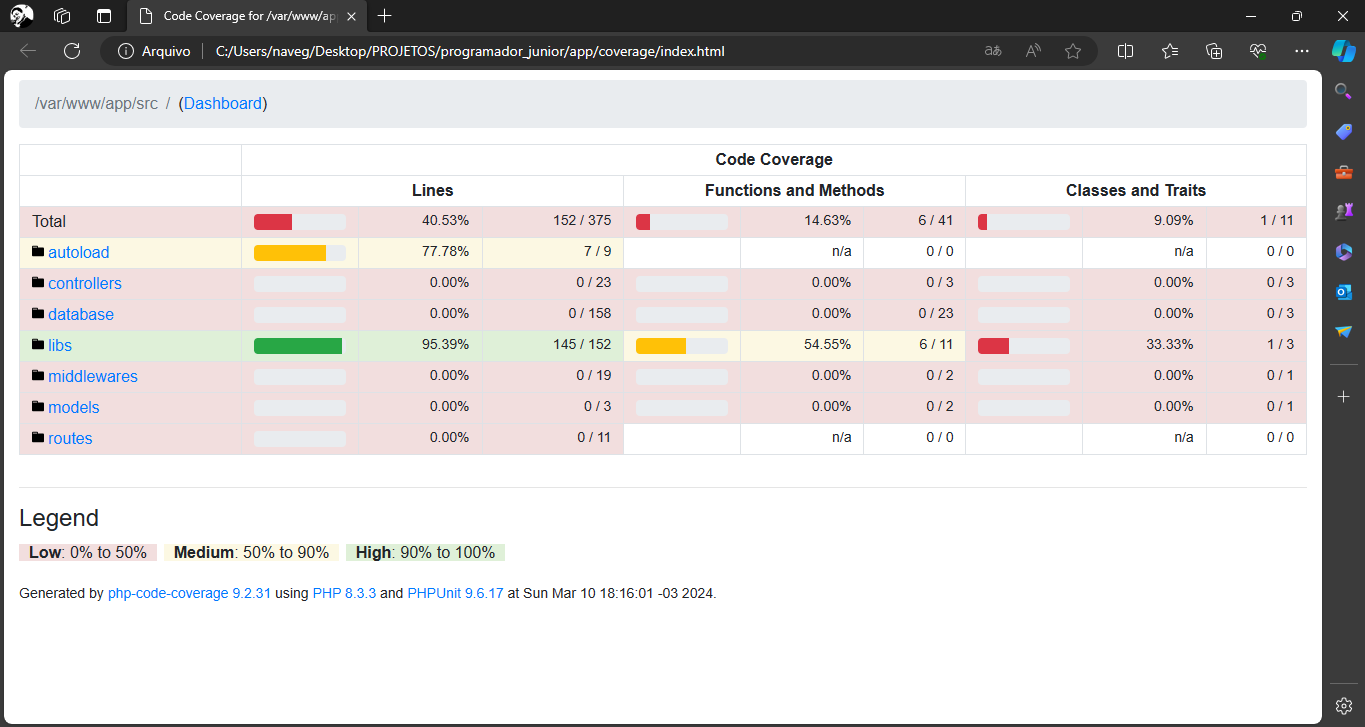 Code Coverage for /var/www/ap
Arquivo C:/Users/naveg/Desktop/PROJETOS/programador_junior/app/coverage/index.html
/var/www/app/src / (Dashboard)
Code Coverage
Lines Functions and Methods Classes and Traits
Total 40.53% 152 / 375 14.63% 6 / 41 9.09% 1 / 11
autoload 77.78% 7 / 9 n/a 0 / 0 n/a 0 / 0
controllers 0.00% 0 / 23 0.00% 0 / 3 0.00% 0 / 3
database 0.00% 0 / 158 0.00% 0 / 23 0.00% 0 / 3
libs 95.39% 145 / 152 54.55% 6 / 11 33.33% 1 / 3
middlewares 0.00% 0 / 19 0.00% 0 / 2 0.00% 0 / 1
models 0.00% 0 / 3 0.00% 0 / 2 0.00% 0 / 1
routes 0.00% 0 / 11 n/a 0 / 0 n/a 0 / 0
Legend
Low: 0% to 50% Medium: 50% to 90% High: 90% to 100%
Generated by php-code-coverage 9.2.31 using PHP 8.3.3 and PHPUnit 9.6.17 at Sun Mar 10 18:16:01 -03 2024.